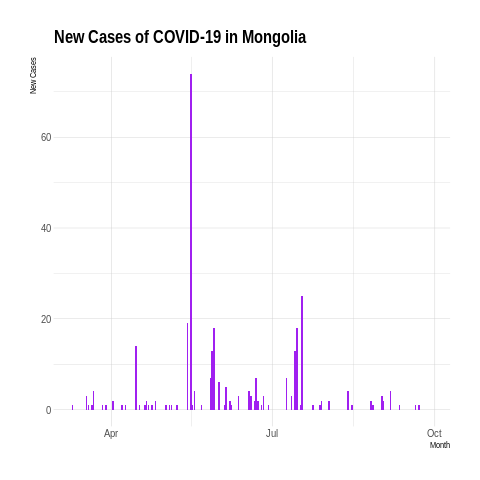 New Cases of COVID-19 in Mongolia
New Cases
60
40
20
0
Apr
Jul
Oct
Month